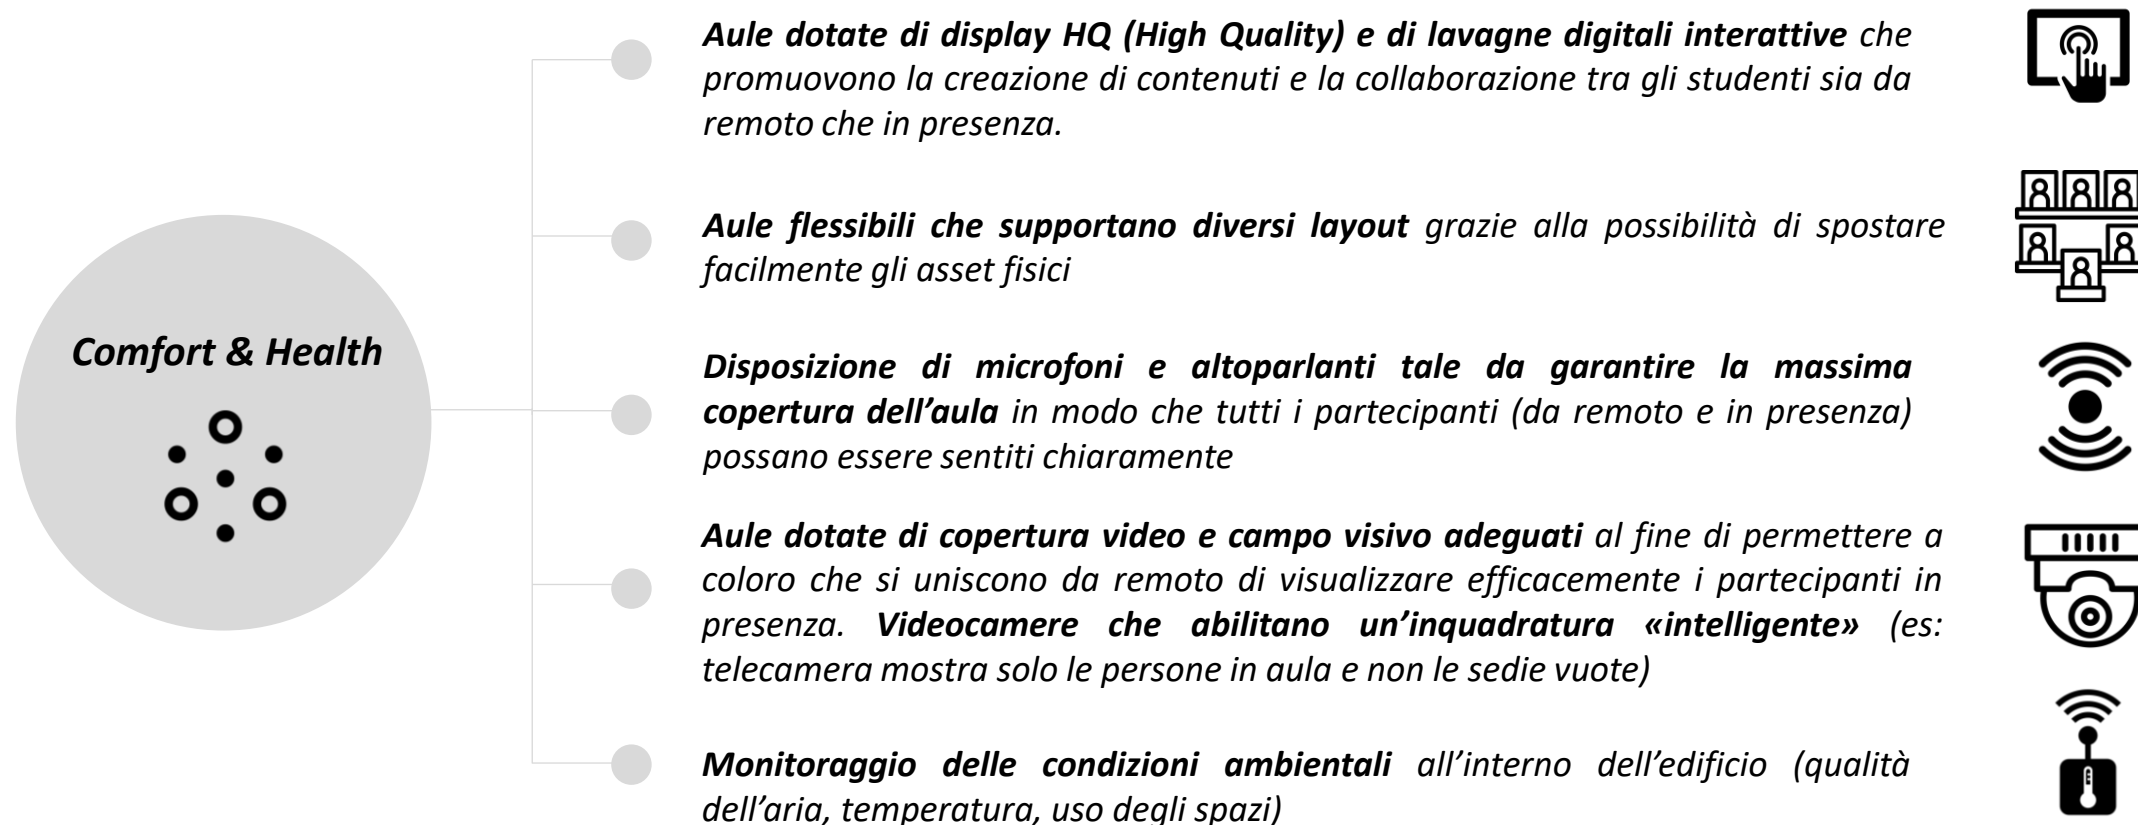 Comfort & Health
Aule dotate di display HQ (High Quality) e di lavagne digitali interattive che
promuovono la creazione di contenuti e la collaborazione tra gli studenti sia da
remoto che in presenza.
Aule flessibili che supportano diversi layout grazie alla possibilità di spostare
facilmente gli asset fisici
Disposizione di microfoni e altoparlanti tale da garantire la massima
copertura dell’aula in modo che tutti i partecipanti (da remoto e in presenza)
possano essere sentiti chiaramente
Aule dotate di copertura video e campo visivo adeguati al fine di permettere a
coloro che si uniscono da remoto di visualizzare efficacemente i partecipanti in
presenza. Videocamere che abilitano un’inquadratura «intelligente» (es:
telecamera mostra solo le persone in aula e non le sedie vuote)
Monitoraggio delle condizioni ambientali all’interno dell’edificio (qualità
dell’aria, temperatura, uso degli spazi)